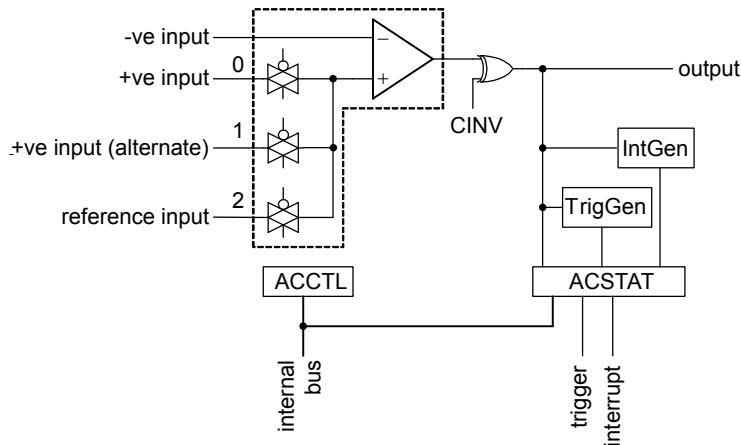 -ve input
+ve input
0
+ve input (alternate)
1
reference input
2
output
CINV
IntGen
TrigGen
ACCTL
ACSTAT
internal
bus
trigger
interrupt